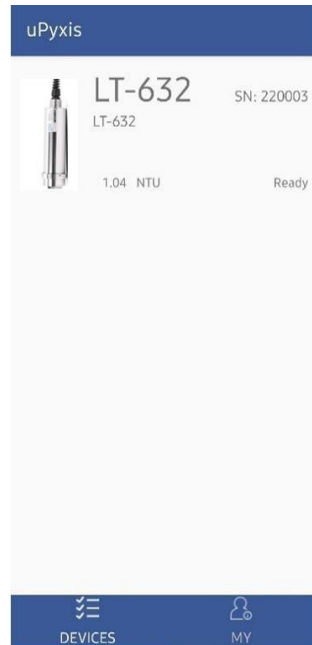 uPyxis
LT-632 SN: 220003
LT-632
1.04 NTU Ready
DEVICES MY